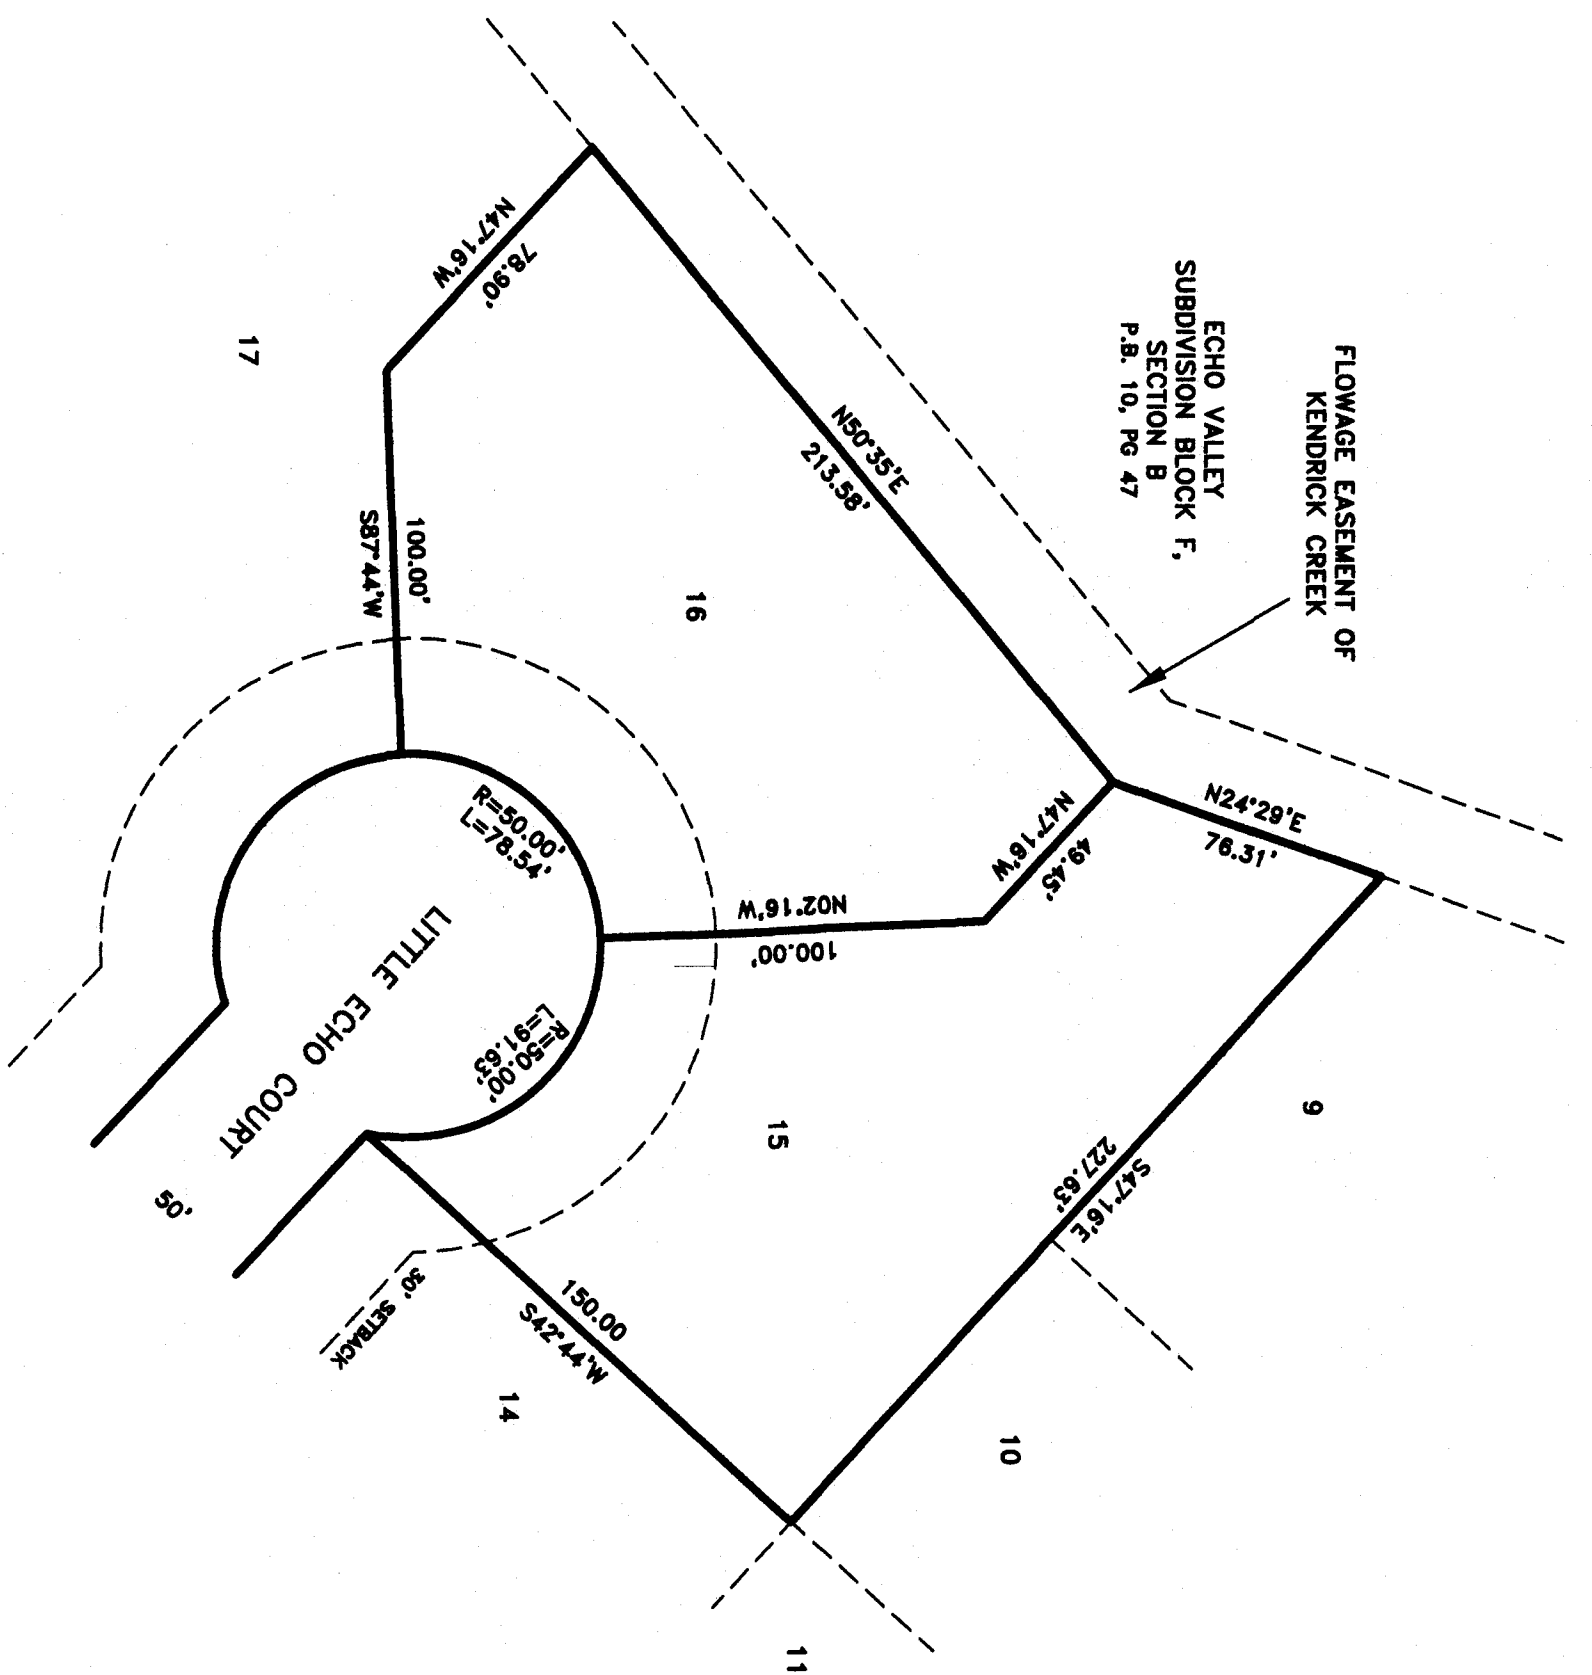 FLOWAGE EASEMENT OF
KENDRICK CREEK
ECHO VALLEY
SUBDIVISION BLOCK F,
SECTION B
P.B. 10, PG 47
N24°29'E
76.31'
N50°35'E
213.58'
N47°16'W
49.45'
N47°16'W
78.90'
16
17
100.00'
S87°44'W
N02°16'W
100.00'
R=50.00'
L=78.54'
R=50.00'
L=91.63'
LITTLE ECHO COURT
50'
15
9
S47°16'E
227.63'
10
150.00
S42°44'W
30' SETBACK
14
11